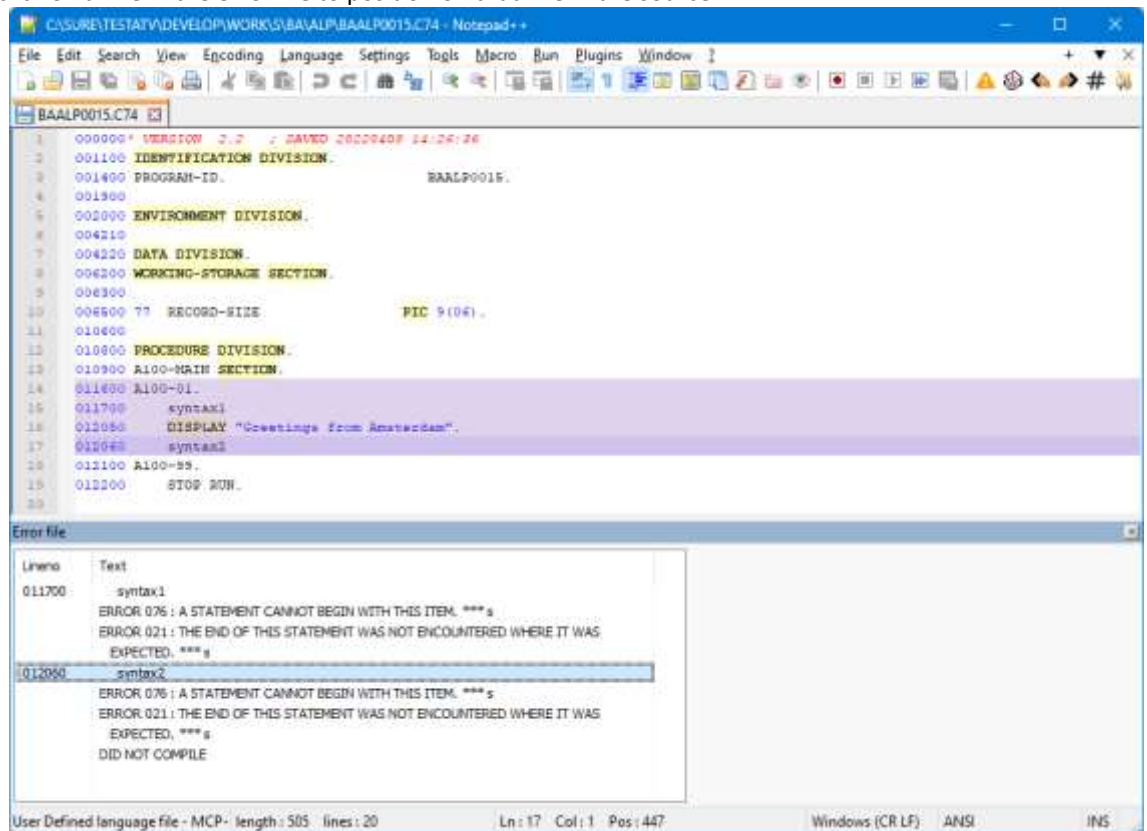 C:\SURE\TESTATV\DEVELOP\WORK\S\BA\ALP\BAALP0015.C74 - Notepad++
File Edit Search View Encoding Language Settings Tools Macro Run Plugins Window ?
BAALP0015.C74
1 000000* VERSION 2.2 ; SAVED 20220408 14:26:36
2 001100 IDENTIFICATION DIVISION.
3 001400 PROGRAM-ID. BAALP0015.
4 001900
5 002000 ENVIRONMENT DIVISION.
6 004210
7 004220 DATA DIVISION.
8 006200 WORKING-STORAGE SECTION.
9 006300
10 006500 77 RECORD-SIZE PIC 9(06).
11 010600
12 010800 PROCEDURE DIVISION.
13 010900 A100-MAIN SECTION.
14 011600 A100-01.
15 011700 syntax1
16 012050 DISPLAY "Greetings from Amsterdam".
17 012060 syntax2
18 012100 A100-99.
19 012200 STOP RUN.
20
Error file
Lineno Text
011700 syntax1
ERROR 076 : A STATEMENT CANNOT BEGIN WITH THIS ITEM. *** s
ERROR 021 : THE END OF THIS STATEMENT WAS NOT ENCOUNTERED WHERE IT WAS
EXPECTED. *** s
012060 syntax2
ERROR 076 : A STATEMENT CANNOT BEGIN WITH THIS ITEM. *** s
ERROR 021 : THE END OF THIS STATEMENT WAS NOT ENCOUNTERED WHERE IT WAS
EXPECTED. *** s
DID NOT COMPILE
User Defined language file - MCP- length : 505 lines : 20 Ln : 17 Col : 1 Pos : 447 Windows (CR LF) ANSI INS